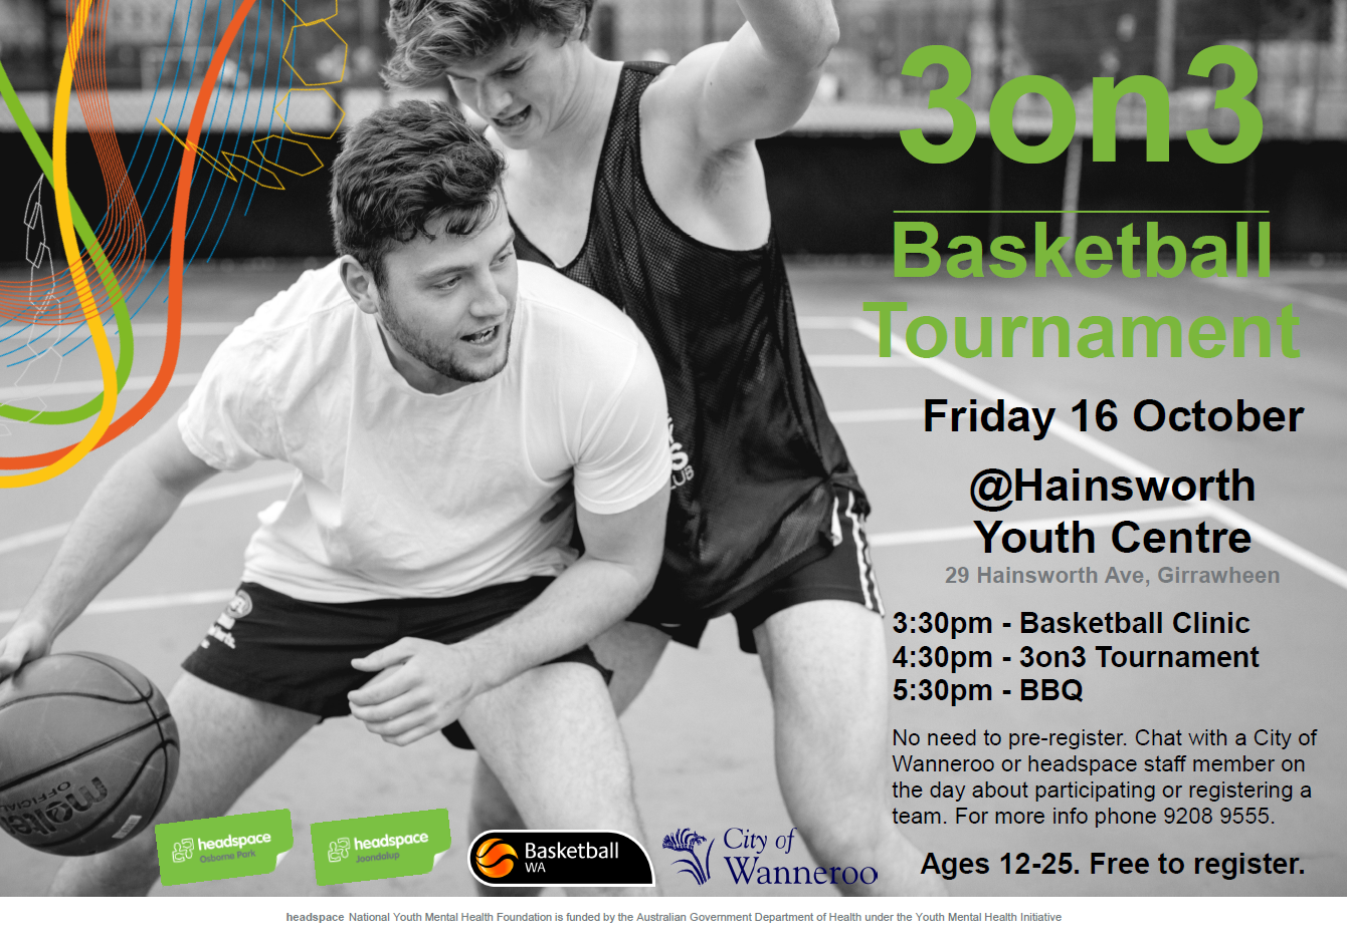 3on3
Basketball
Tournament
Friday 16 October
@Hainsworth
Youth Centre
29 Hainsworth Ave, Girrawheen
3:30pm - Basketball Clinic
4:30pm - 3on3 Tournament
5:30pm - BBQ
No need to pre-register. Chat with a City of
Wanneroo or headspace staff member on
the day about participating or registering a
team. For more info phone 9208 9555.
Ages 12-25. Free to register.
UB
OFFICIAL
molten
headspace
Osborne Park
headspace
Joondalup
Basketball
WA
City of
Wanneroo
headspace National Youth Mental Health Foundation is funded by the Australian Government Department of Health under the Youth Mental Health Initiative